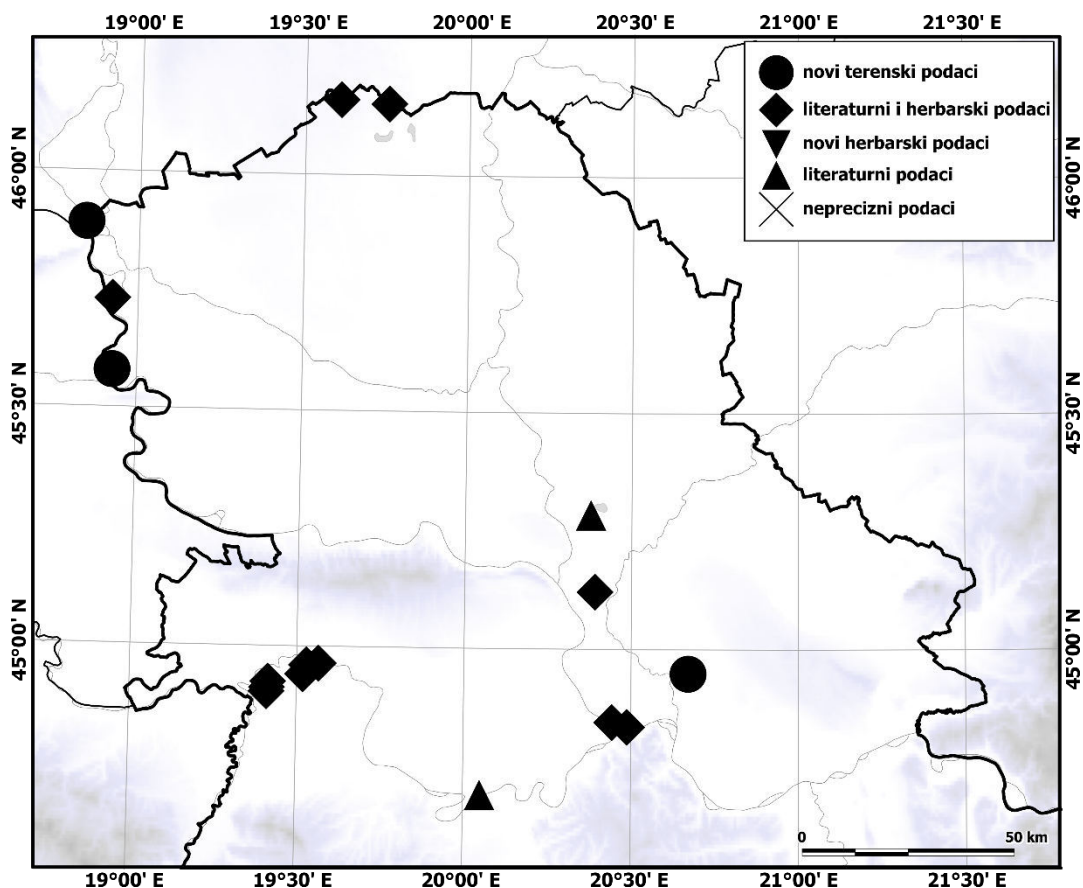 19°00' E 19°30' E 20°00' E 20°30' E 21°00' E 21°30' E
novi terenski podaci
literaturni i herbarski podaci
novi herbarski podaci
literaturni podaci
neprecizni podaci
46°00' N 46°00' N
45°30' N 45°30' N
45°00' N 45°00' N
0 50 km
19°00' E 19°30' E 20°00' E 20°30' E 21°00' E 21°30' E